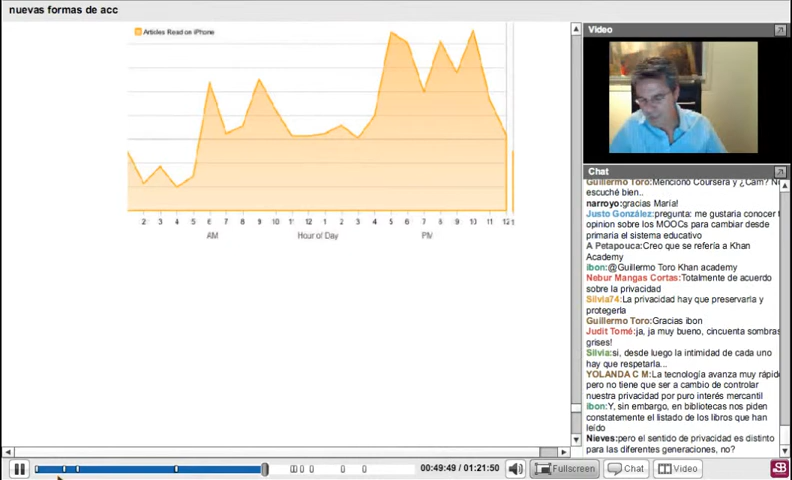 nuevas formas de acc
Articles Read on iPhone
2 3 4 5 6 7 8 9 10 11 12 1 2 3 4 5 6 7 8 9 10 11 12
AM Hour of Day PM
Video
Chat
Guillermo Toro:Menciono Coursera y ¿Cam? No
escuché bien..
narroyo:gracias María!
Justo González:pregunta: me gustaria conocer t
opinion sobre los MOOCs para cambiar desde
primaria el sistema educativo
A Petapouca:Creo que se refería a Khan
Academy
ibon:@Guillermo Toro Khan academy
Nebur Mangas Cortas:Totalmente de acuerdo
sobre la privacidad
Silvia74:La privacidad hay que preservarla y
protegerla
Guillermo Toro:Gracias ibon
Judit Tomé:ja, ja muy bueno, cincuenta sombras
grises!
Silvia:si, desde luego la intimidad de cada uno
hay que respetarla...
YOLANDA C M:La tecnología avanza muy rápid
pero no tiene que ser a cambio de controlar
nuestra privacidad por puro interés mercantil
ibon:Y, sin embargo, en bibliotecas nos piden
constatemente el listado de los libros que han
leído
Nieves:pero el sentido de privacidad es distinto
para las diferentes generaciones, no?
00:49:49 / 01:21:50
Fullscreen
Chat
Video
SB